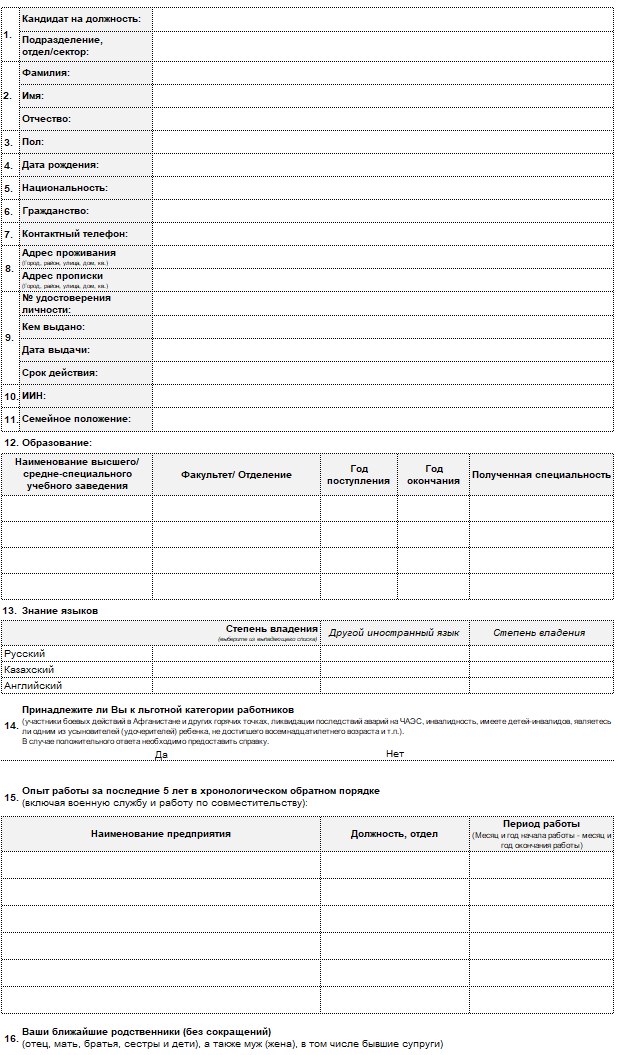 1.
Кандидат на должность:
Подразделение,
отдел/сектор:
2.
Фамилия:
Имя:
Отчество:
3. Пол:
4. Дата рождения:
5. Национальность:
6. Гражданство:
7. Контактный телефон:
8.
Адрес проживания
(Город, район, улица, дом, кв.)
Адрес прописки
(Город, район, улица, дом, кв.)
9.
№ удостоверения
личности:
Кем выдано:
Дата выдачи:
Срок действия:
10. ИИН:
11. Семейное положение:
12. Образование:
Наименование высшего/
средне-специального
учебного заведения
Факультет/ Отделение
Год
поступления
Год
окончания
Полученная специальность
13. Знание языков
Степень владения
(выберите из выпадающего списка)
Другой иностранный язык
Степень владения
Русский
Казахский
Английский
14.
Принадлежите ли Вы к льготной категории работников
(участники боевых действий в Афганистане и других горячих точках, ликвидации последствий аварий на ЧАЭС, инвалидность, имеете детей-инвалидов, являетесь
ли одним из усыновителей (удочерителей) ребенка, не достигшего восемнадцатилетнего возраста и т.п.).
В случае положительного ответа необходимо предоставить справку.
Да Нет
15.
Опыт работы за последние 5 лет в хронологическом обратном порядке
(включая военную службу и работу по совместительству):
Наименование предприятия
Должность, отдел
Период работы
(Месяц и год начала работы - месяц и
год окончания работы)
16.
Ваши ближайшие родственники (без сокращений)
(отец, мать, братья, сестры и дети), а также муж (жена), в том числе бывшие супруги)